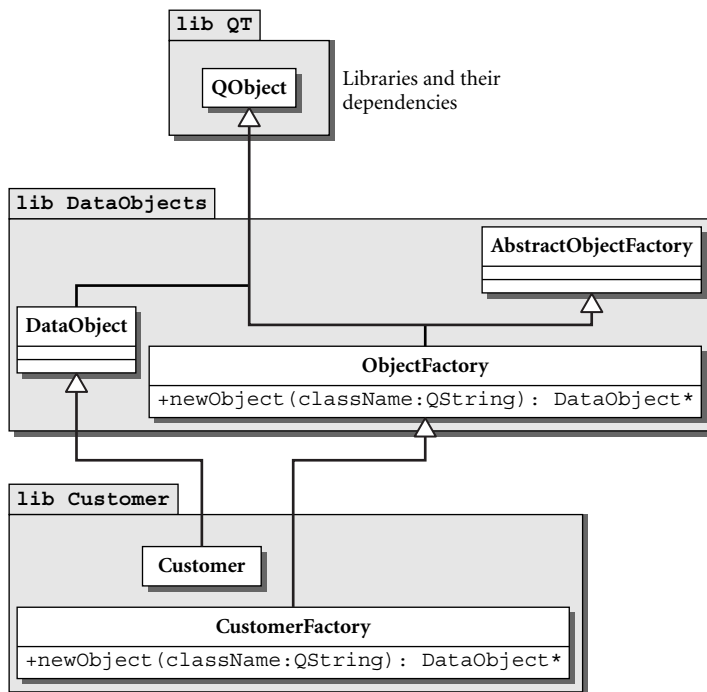 lib QT
QObject
Libraries and their
dependencies
lib DataObjects
AbstractObjectFactory
DataObject
ObjectFactory
+newObject(className:QString): DataObject*
lib Customer
Customer
CustomerFactory
+newObject(className:QString): DataObject*